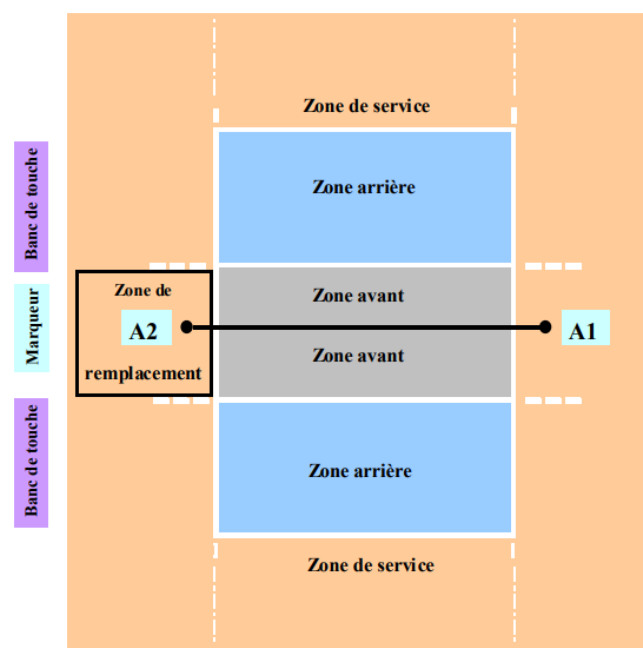 Zone de service
Banc de touche
Zone arrière
Zone de
Zone avant
Marqueur
A2
A1
Zone avant
remplacement
Banc de touche
Zone arrière
Zone de service